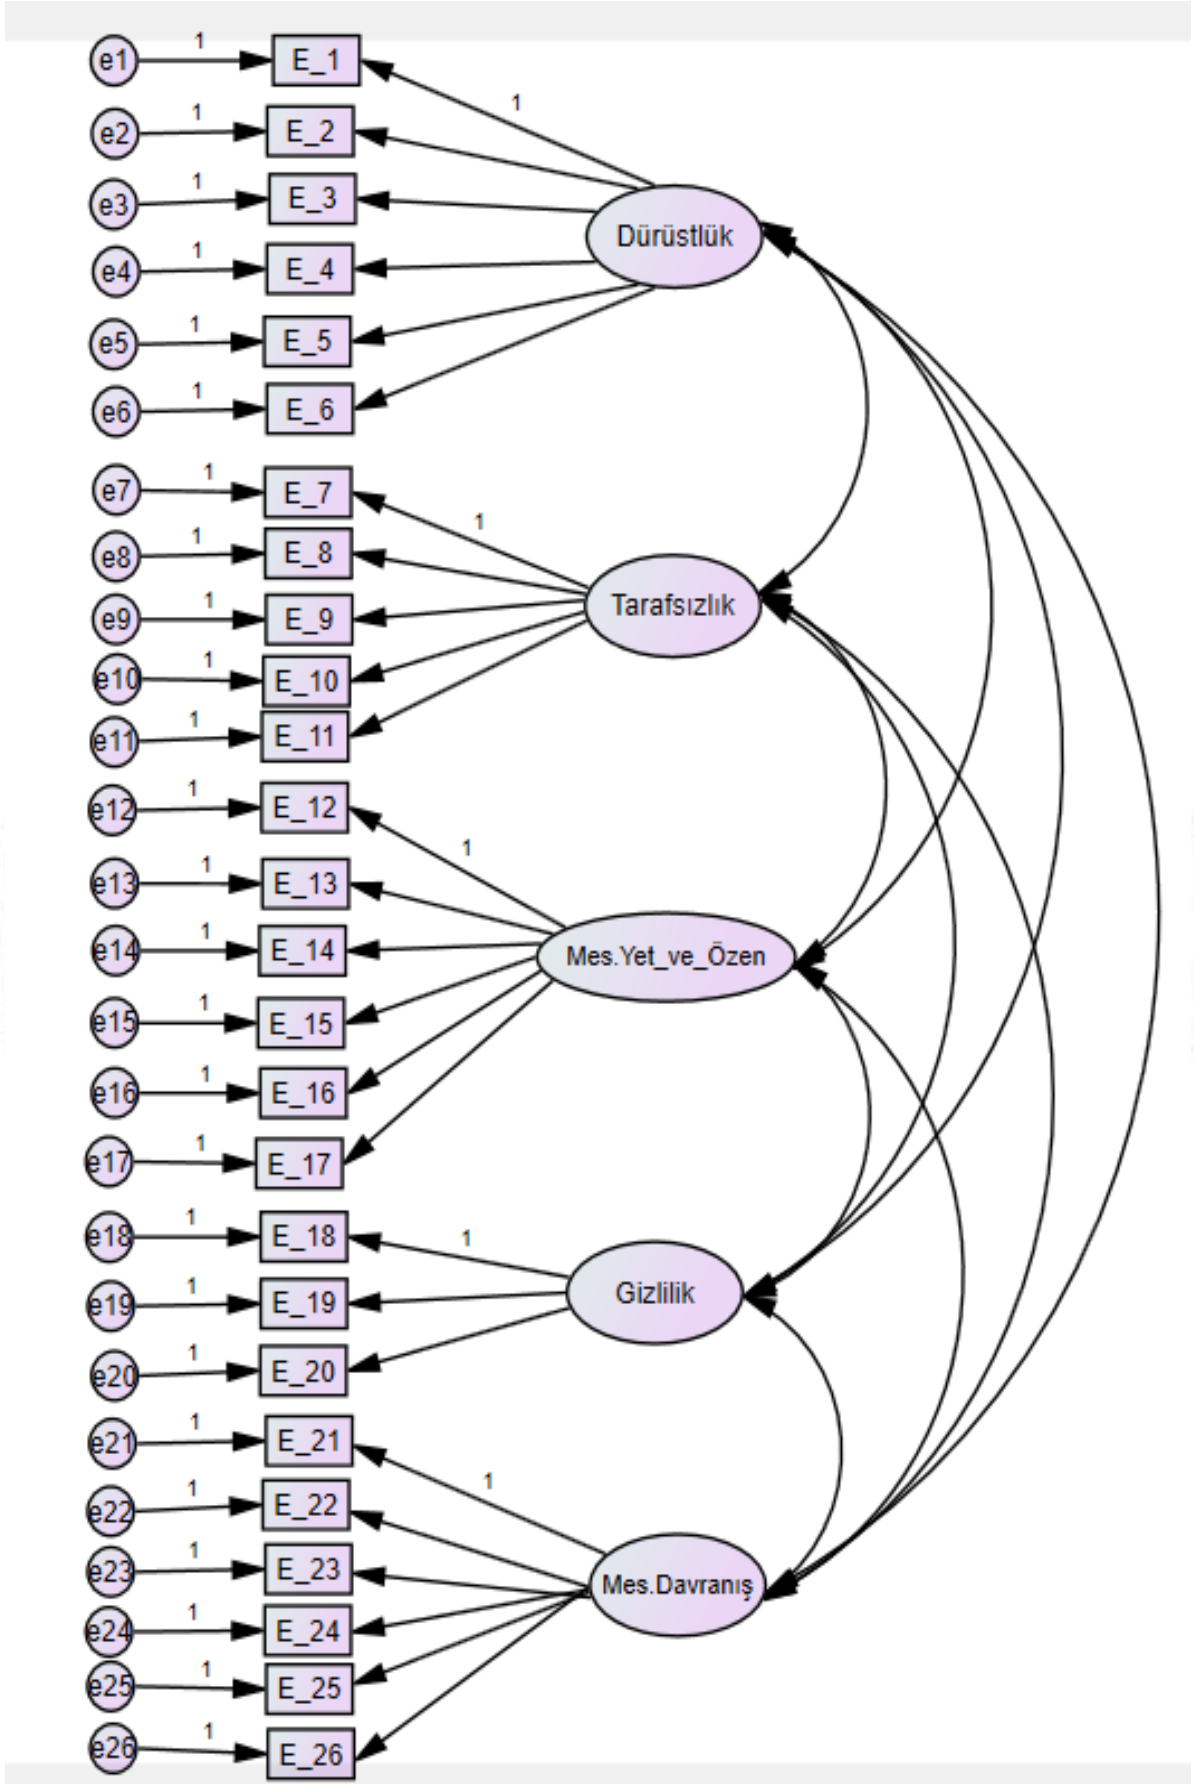 e1 1 E_1
1
e2 1 E_2
e3 1 E_3
Dürüstlük
e4 1 E_4
e5 1 E_5
e6 1 E_6
e7 1 E_7
1
e8 1 E_8
e9 1 E_9
Tarafsızlık
e10 1 E_10
e11 1 E_11
e12 1 E_12
1
e13 1 E_13
e14 1 E_14
Mes.Yet_ve_Özen
e15 1 E_15
e16 1 E_16
e17 1 E_17
e18 1 E_18
1
e19 1 E_19
Gizlilik
e20 1 E_20
e21 1 E_21
1
e22 1 E_22
e23 1 E_23
Mes.Davranış
e24 1 E_24
e25 1 E_25
e26 1 E_26